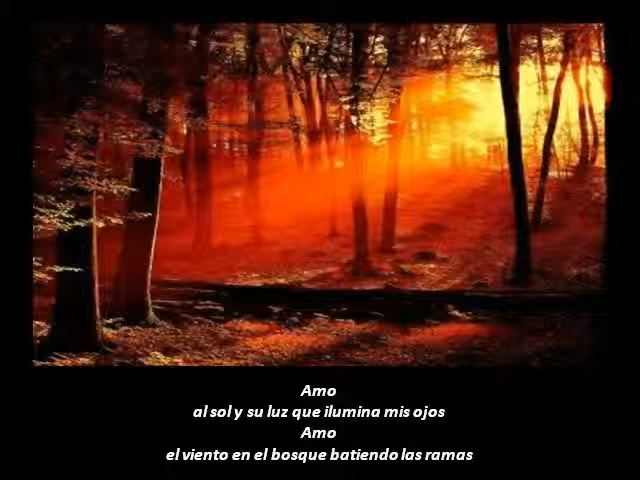 Amo
al sol y su luz que ilumina mis ojos
Amo
el viento en el bosque batiendo las ramas